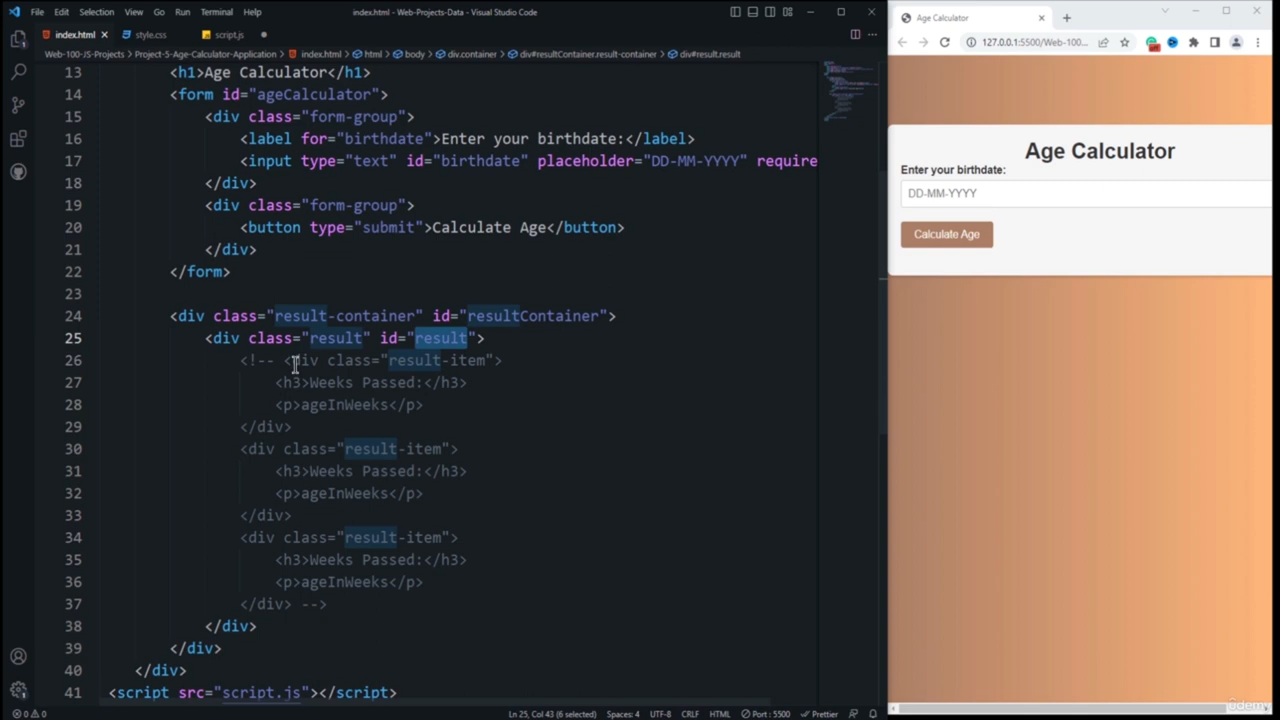 File Edit Selection View Go Run Terminal Help index.html - Web-Projects-Data - Visual Studio Code
index.html style.css script.js
Web-100-JS-Projects > Project-5-Age-Calculator-Application > index.html > html > body > div.container > div#resultContainer.result-container > div#result.result
13 <h1>Age Calculator</h1>
14 <form id="ageCalculator">
15 <div class="form-group">
16 <label for="birthdate">Enter your birthdate:</label>
17 <input type="text" id="birthdate" placeholder="DD-MM-YYYY" require
18 </div>
19 <div class="form-group">
20 <button type="submit">Calculate Age</button>
21 </div>
22 </form>
23
24 <div class="result-container" id="resultContainer">
25 <div class="result" id="result">
26 <!-- <div class="result-item">
27 <h3>Weeks Passed:</h3>
28 <p>ageInWeeks</p>
29 </div>
30 <div class="result-item">
31 <h3>Weeks Passed:</h3>
32 <p>ageInWeeks</p>
33 </div>
34 <div class="result-item">
35 <h3>Weeks Passed:</h3>
36 <p>ageInWeeks</p>
37 </div> -->
38 </div>
39 </div>
40 </div>
41 <script src="script.js"></script>
0 0 Ln 25, Col 43 (6 selected) Spaces: 4 UTF-8 CRLF HTML Port : 5500 Prettier
Age Calculator
127.0.0.1:5500/Web-100...
Age Calculator
Enter your birthdate:
DD-MM-YYYY
Calculate Age
Udemy